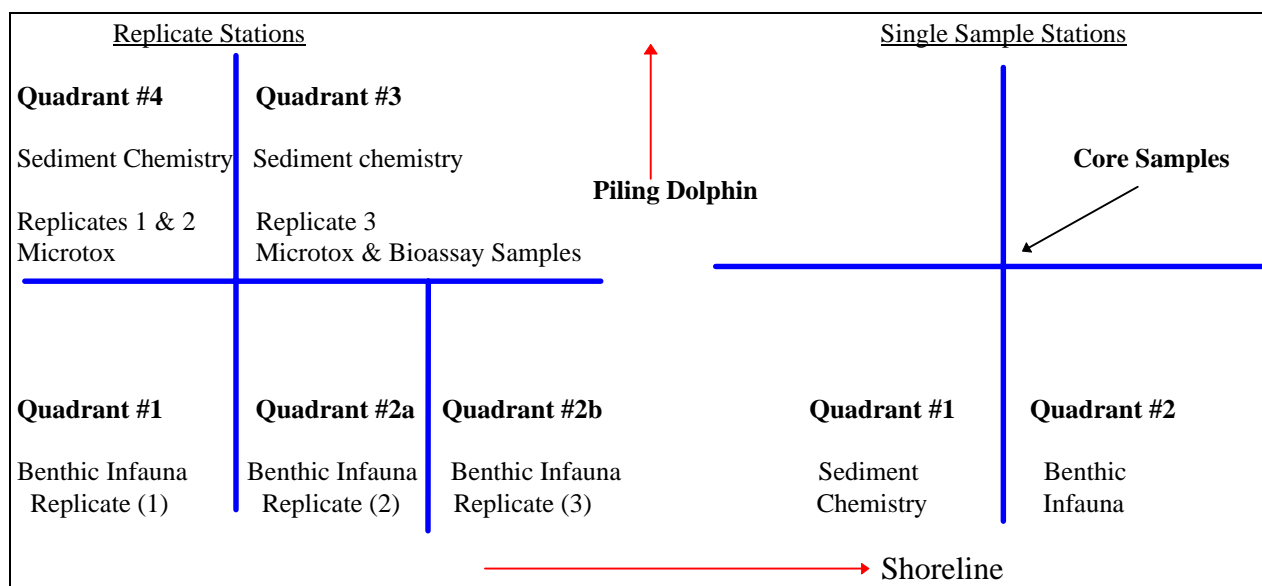 Replicate Stations
Single Sample Stations
Quadrant #4
Quadrant #3
Sediment Chemistry
Sediment chemistry
Core Samples
Piling Dolphin
Replicates 1 & 2
Replicate 3
Microtox
Microtox & Bioassay Samples
Quadrant #1
Quadrant #2a
Quadrant #2b
Quadrant #1
Quadrant #2
Benthic Infauna
Replicate (1)
Benthic Infauna
Replicate (2)
Benthic Infauna
Replicate (3)
Sediment
Chemistry
Benthic
Infauna
Shoreline